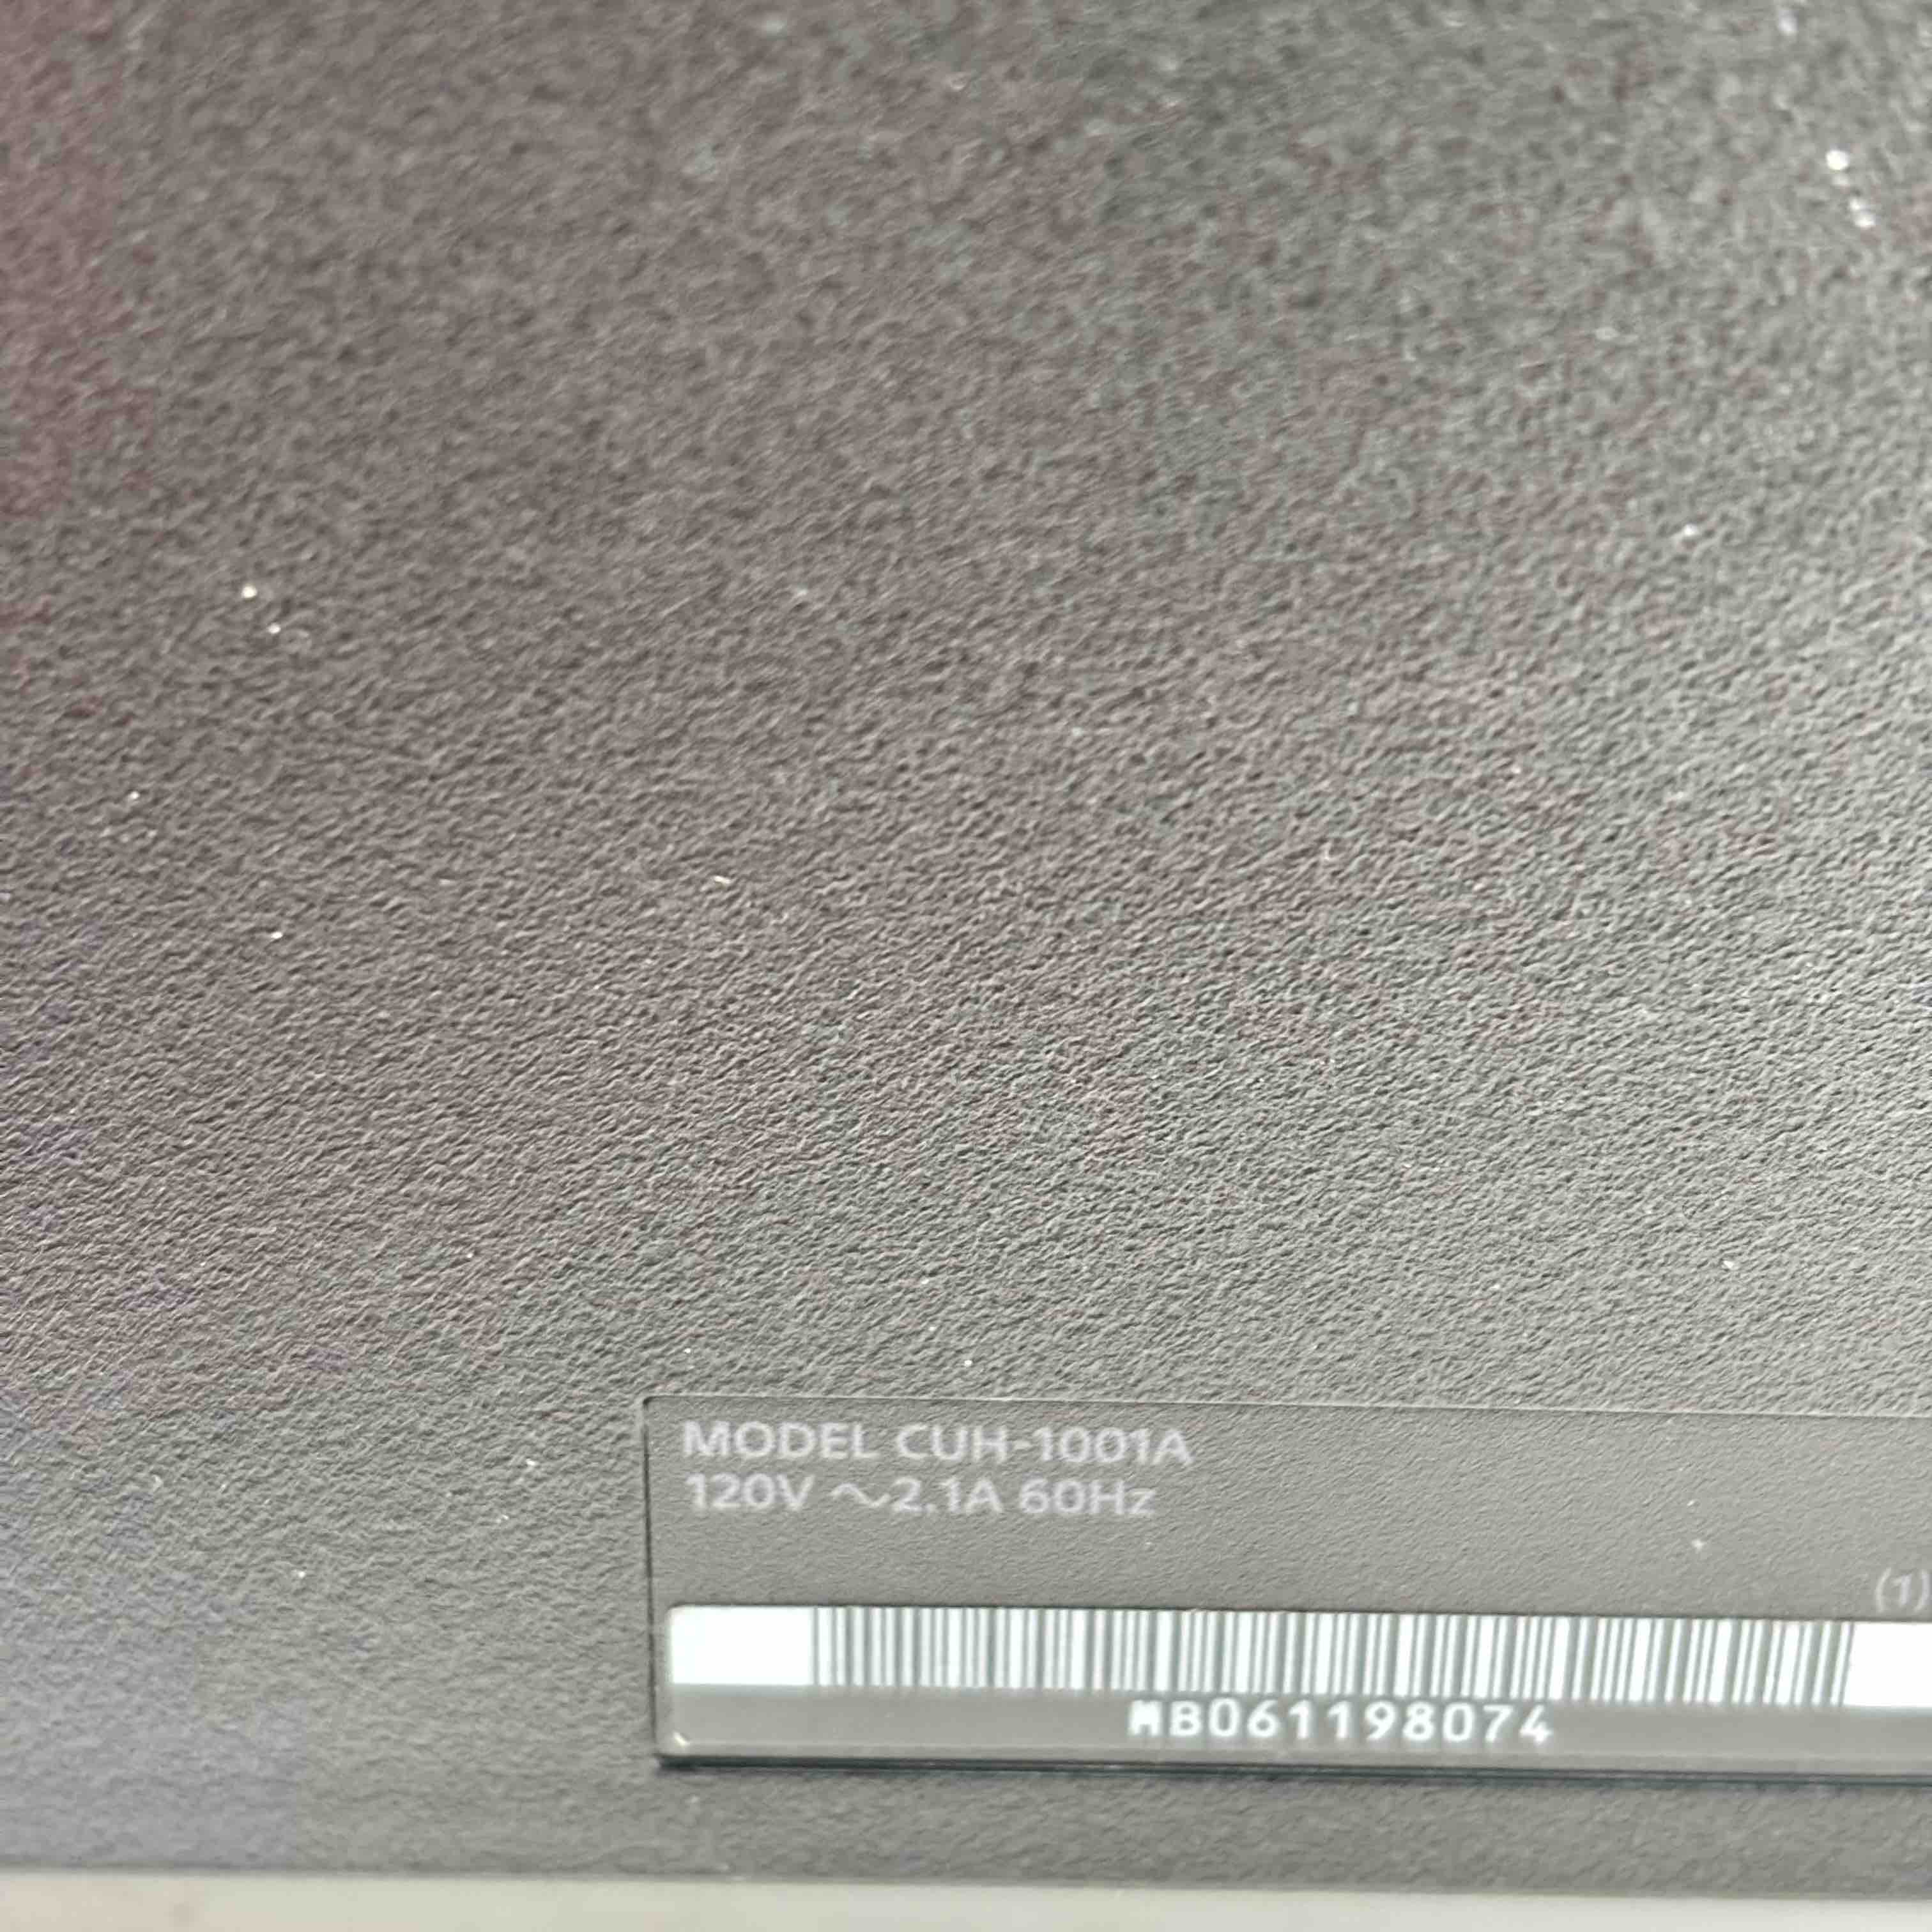 MODEL CUH-1001A
120V ～2.1A 60Hz
(1)
MB061198074